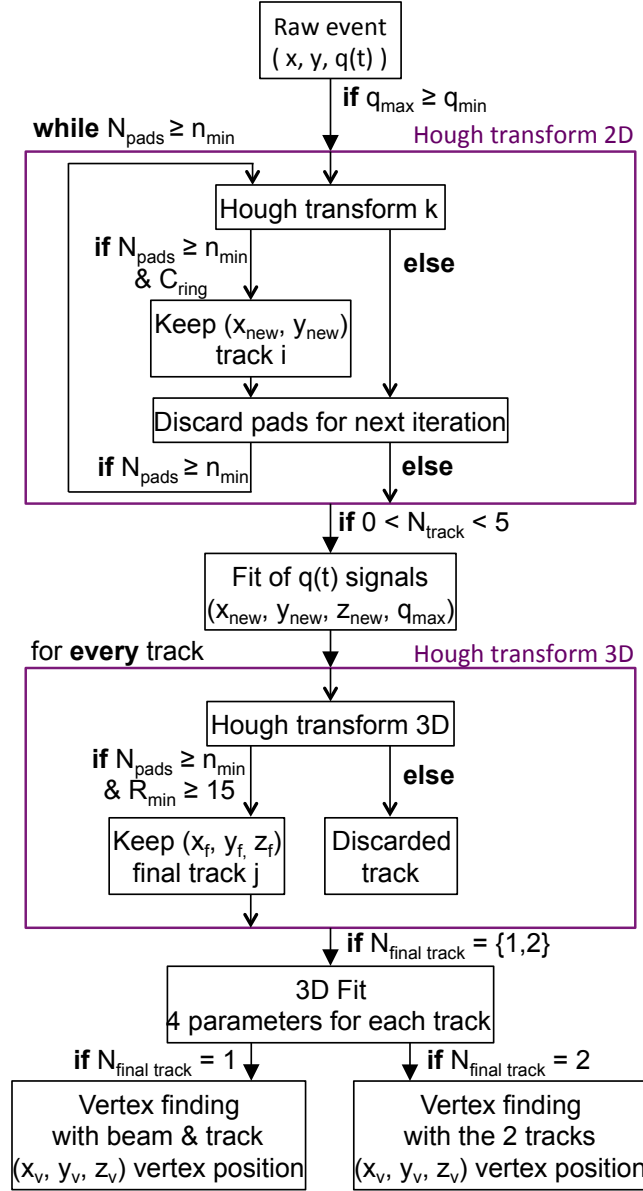 Raw event
( x, y, q(t) )
if q_max ≥ q_min
while N_pads ≥ n_min
Hough transform 2D
Hough transform k
if N_pads ≥ n_min
& C_ring
else
Keep (x_new, y_new)
track i
Discard pads for next iteration
if N_pads ≥ n_min
else
if 0 < N_track < 5
Fit of q(t) signals
(x_new, y_new, z_new, q_max)
for every track
Hough transform 3D
Hough transform 3D
if N_pads ≥ n_min
& R_min ≥ 15
else
Keep (x_f, y_f, z_f)
final track j
Discarded
track
if N_final track = {1,2}
3D Fit
4 parameters for each track
if N_final track = 1
if N_final track = 2
Vertex finding
with beam & track
(x_v, y_v, z_v) vertex position
Vertex finding
with the 2 tracks
(x_v, y_v, z_v) vertex position